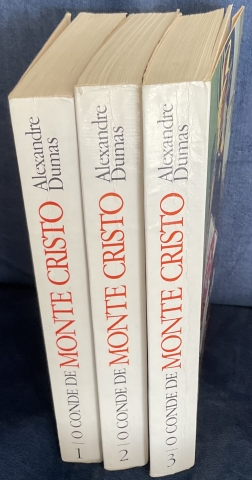 1 | O CONDE DE MONTE CRISTO Alexandre
Dumas
2 | O CONDE DE MONTE CRISTO Alexandre
Dumas
3 | O CONDE DE MONTE CRISTO Alexandre
Dumas